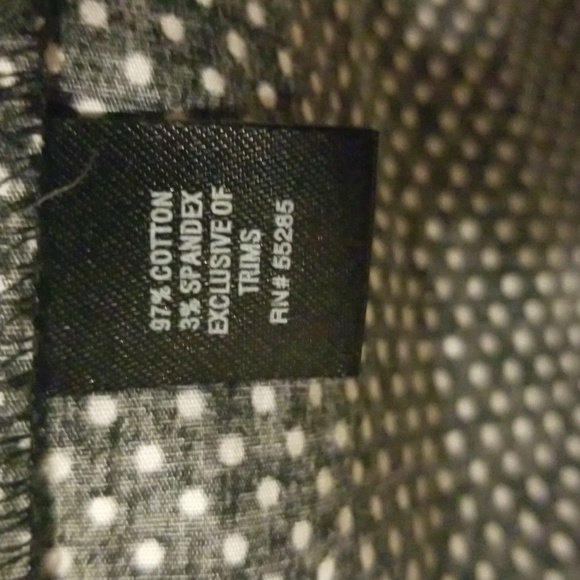 97% COTTON
3% SPANDEX
EXCLUSIVE OF
TRIMS
RN# 55285